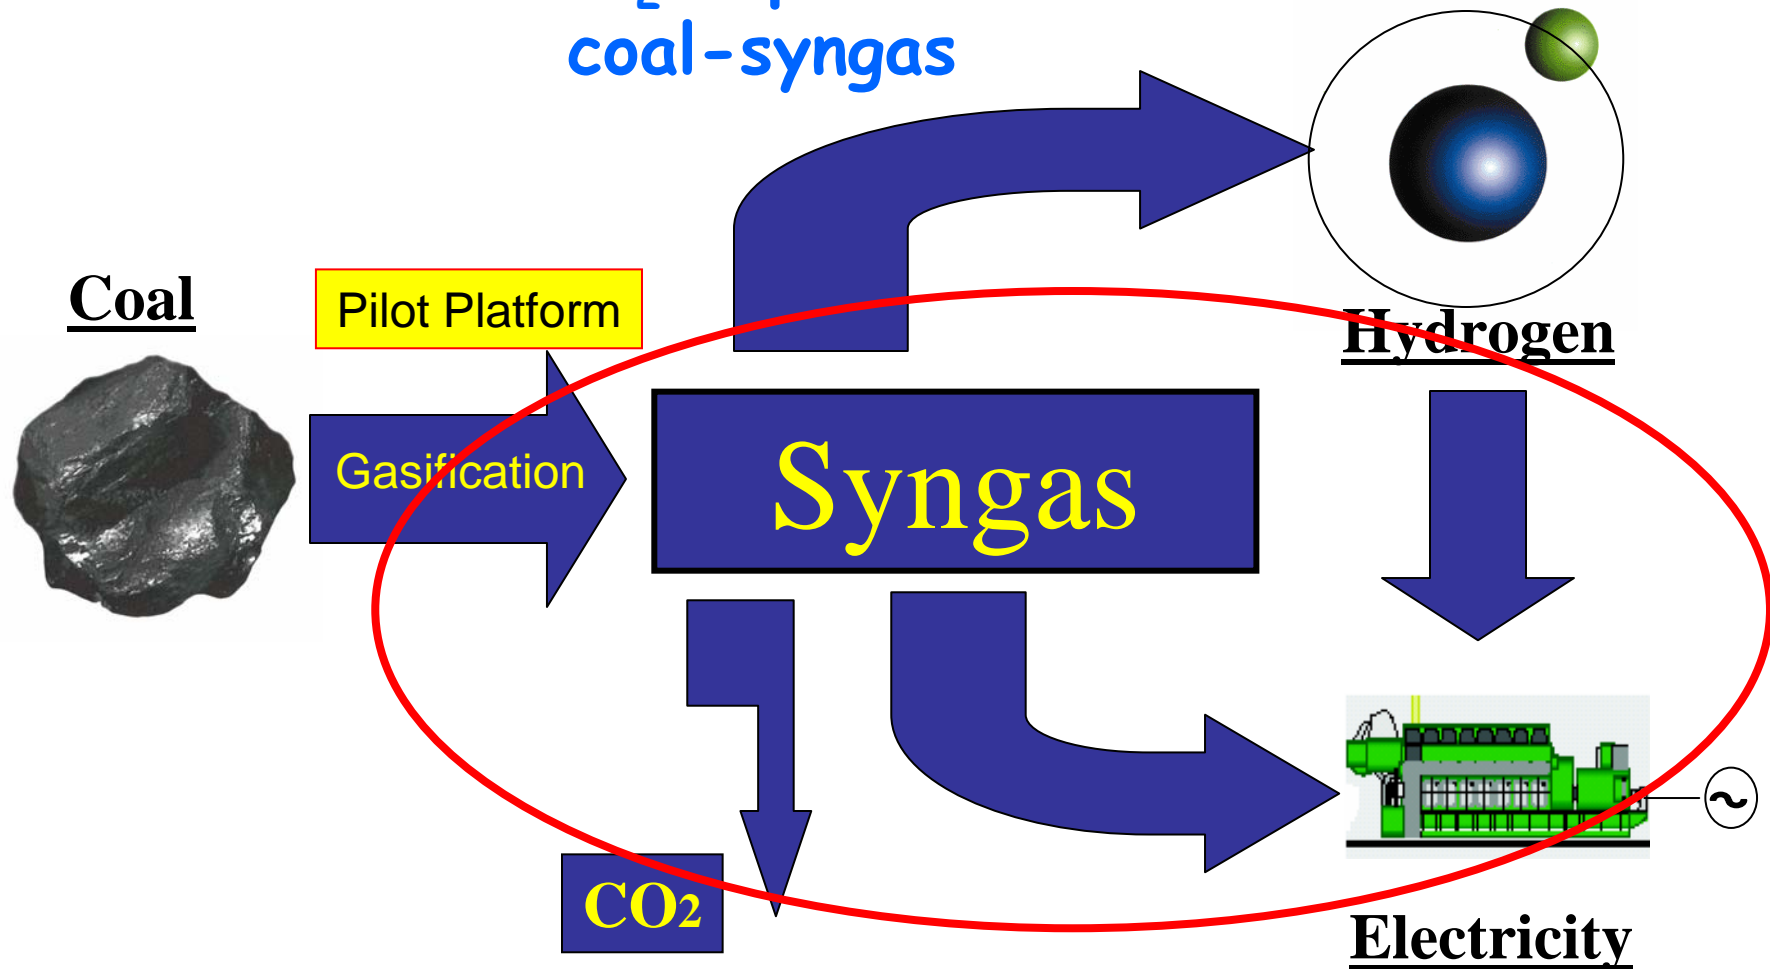 coal-syngas
Coal
Pilot Platform
Hydrogen
Gasification
Syngas
CO₂
~
Electricity